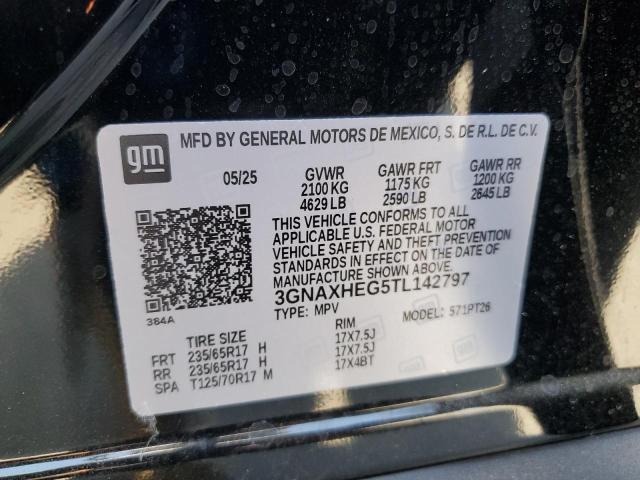 gm
MFD BY GENERAL MOTORS DE MEXICO, S. DE R.L. DE C.V.
05/25 GVWR GAWR FRT GAWR RR
2100 KG 1175 KG 1200 KG
4629 LB 2590 LB 2645 LB
THIS VEHICLE CONFORMS TO ALL
APPLICABLE U.S. FEDERAL MOTOR
VEHICLE SAFETY AND THEFT PREVENTION
STANDARDS IN EFFECT ON THE DATE OF
MANUFACTURE SHOWN ABOVE.
3GNAXHEG5TL142797
384A TYPE: MPV MODEL: 571PT26
TIRE SIZE RIM
FRT 235/65R17 H 17X7.5J
RR 235/65R17 H 17X7.5J
SPA T125/70R17 M 17X4BT